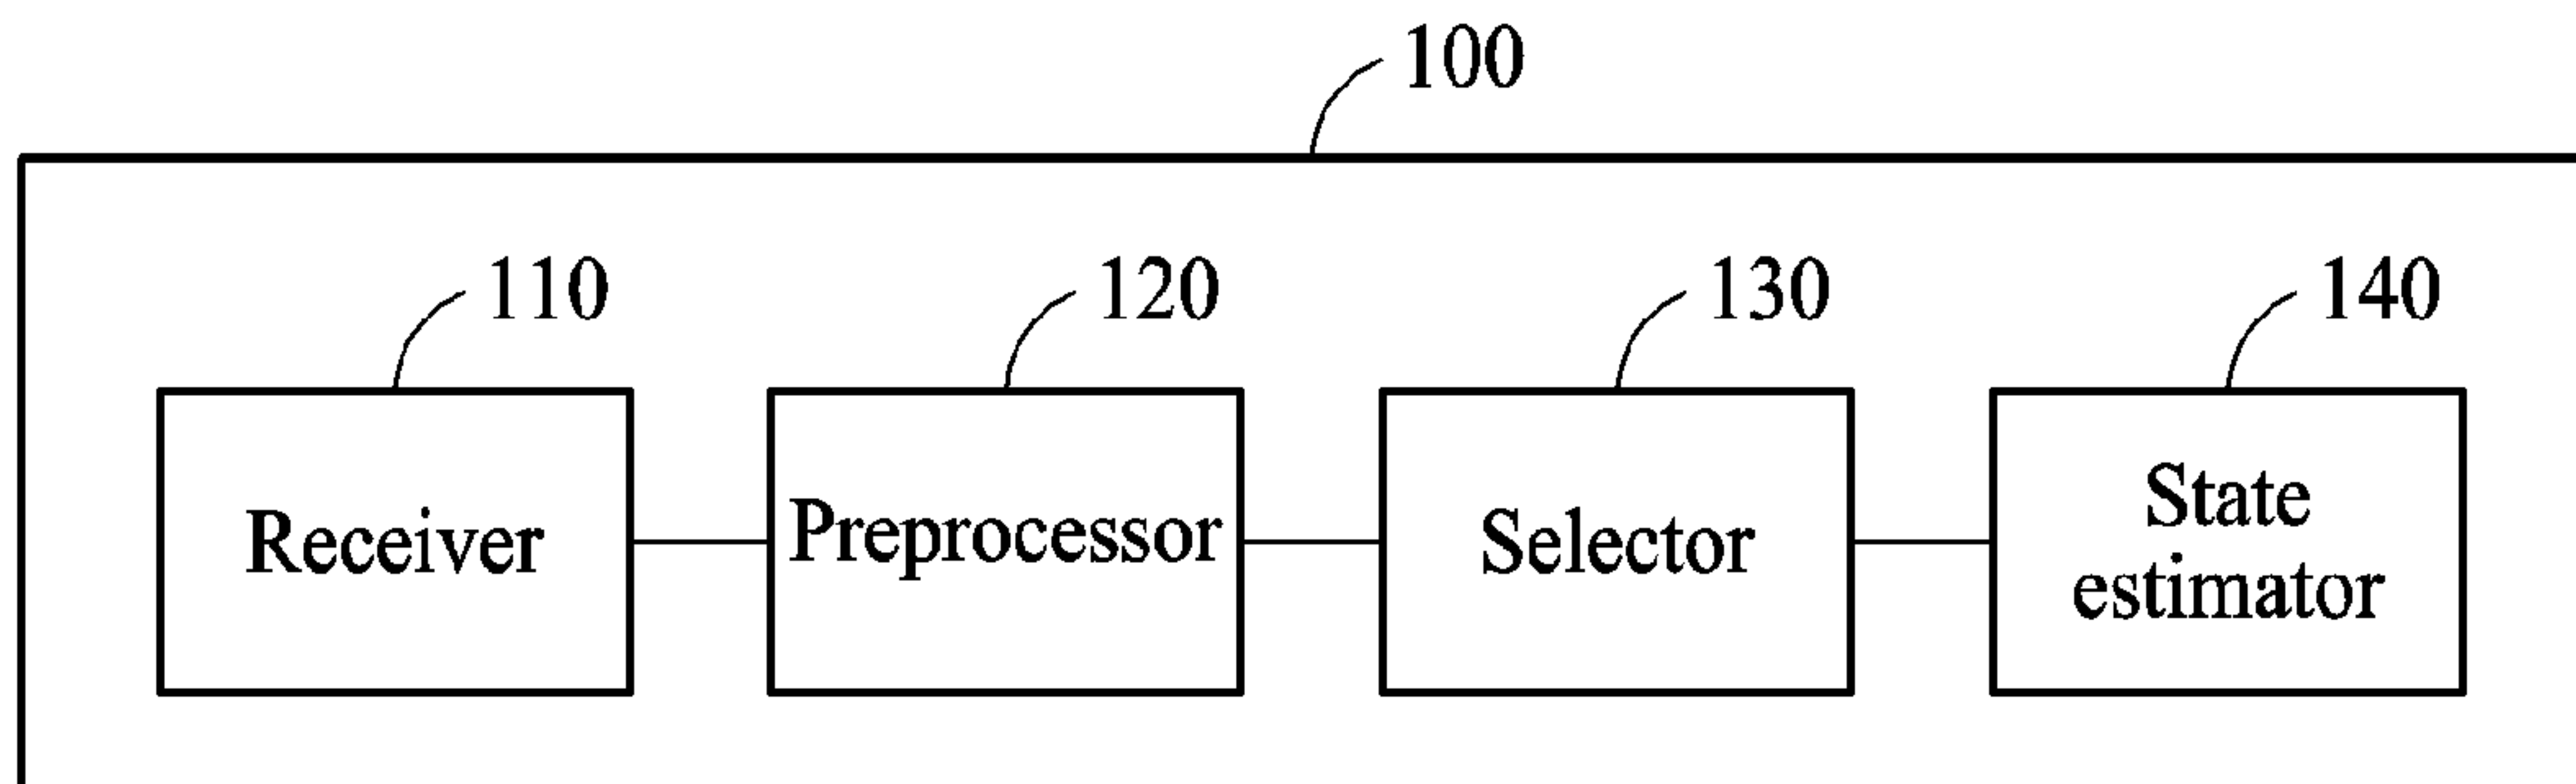 100
110
120
130
140
Receiver
Preprocessor
Selector
State
estimator